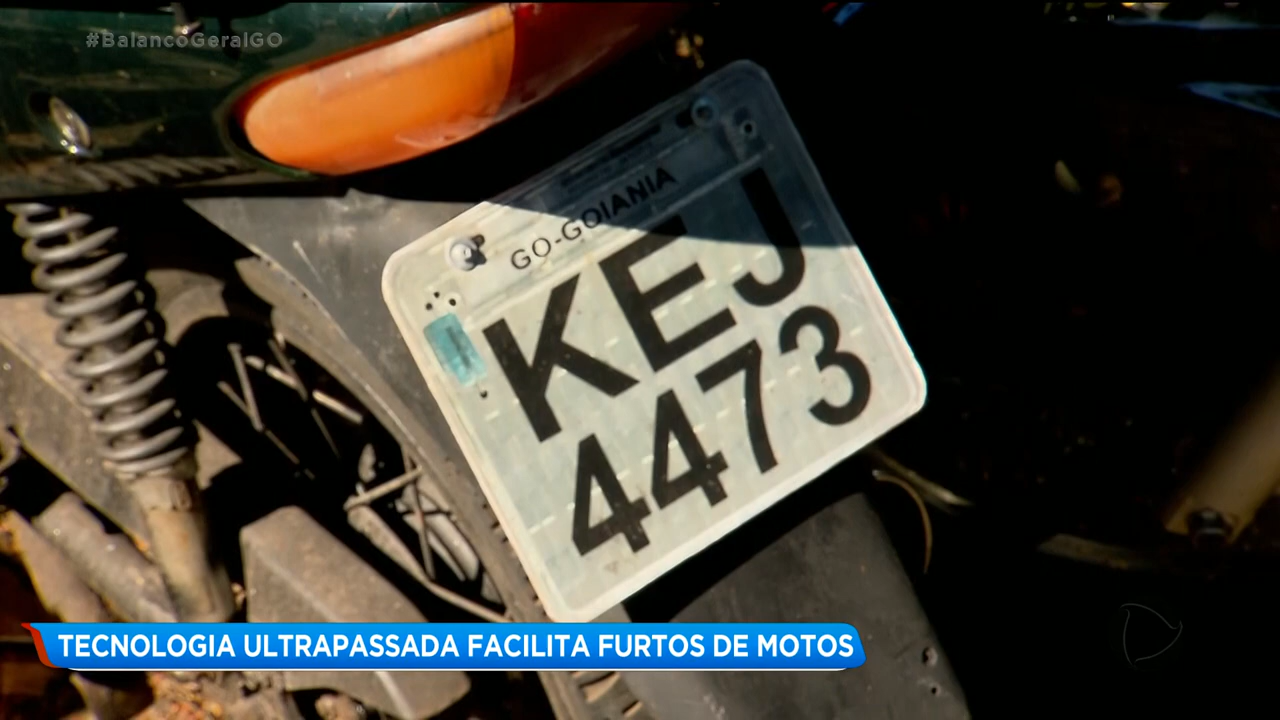 #BalancoGeralGO
GO-GOIANIA
KEJ
4473
TECNOLOGIA ULTRAPASSADA FACILITA FURTOS DE MOTOS